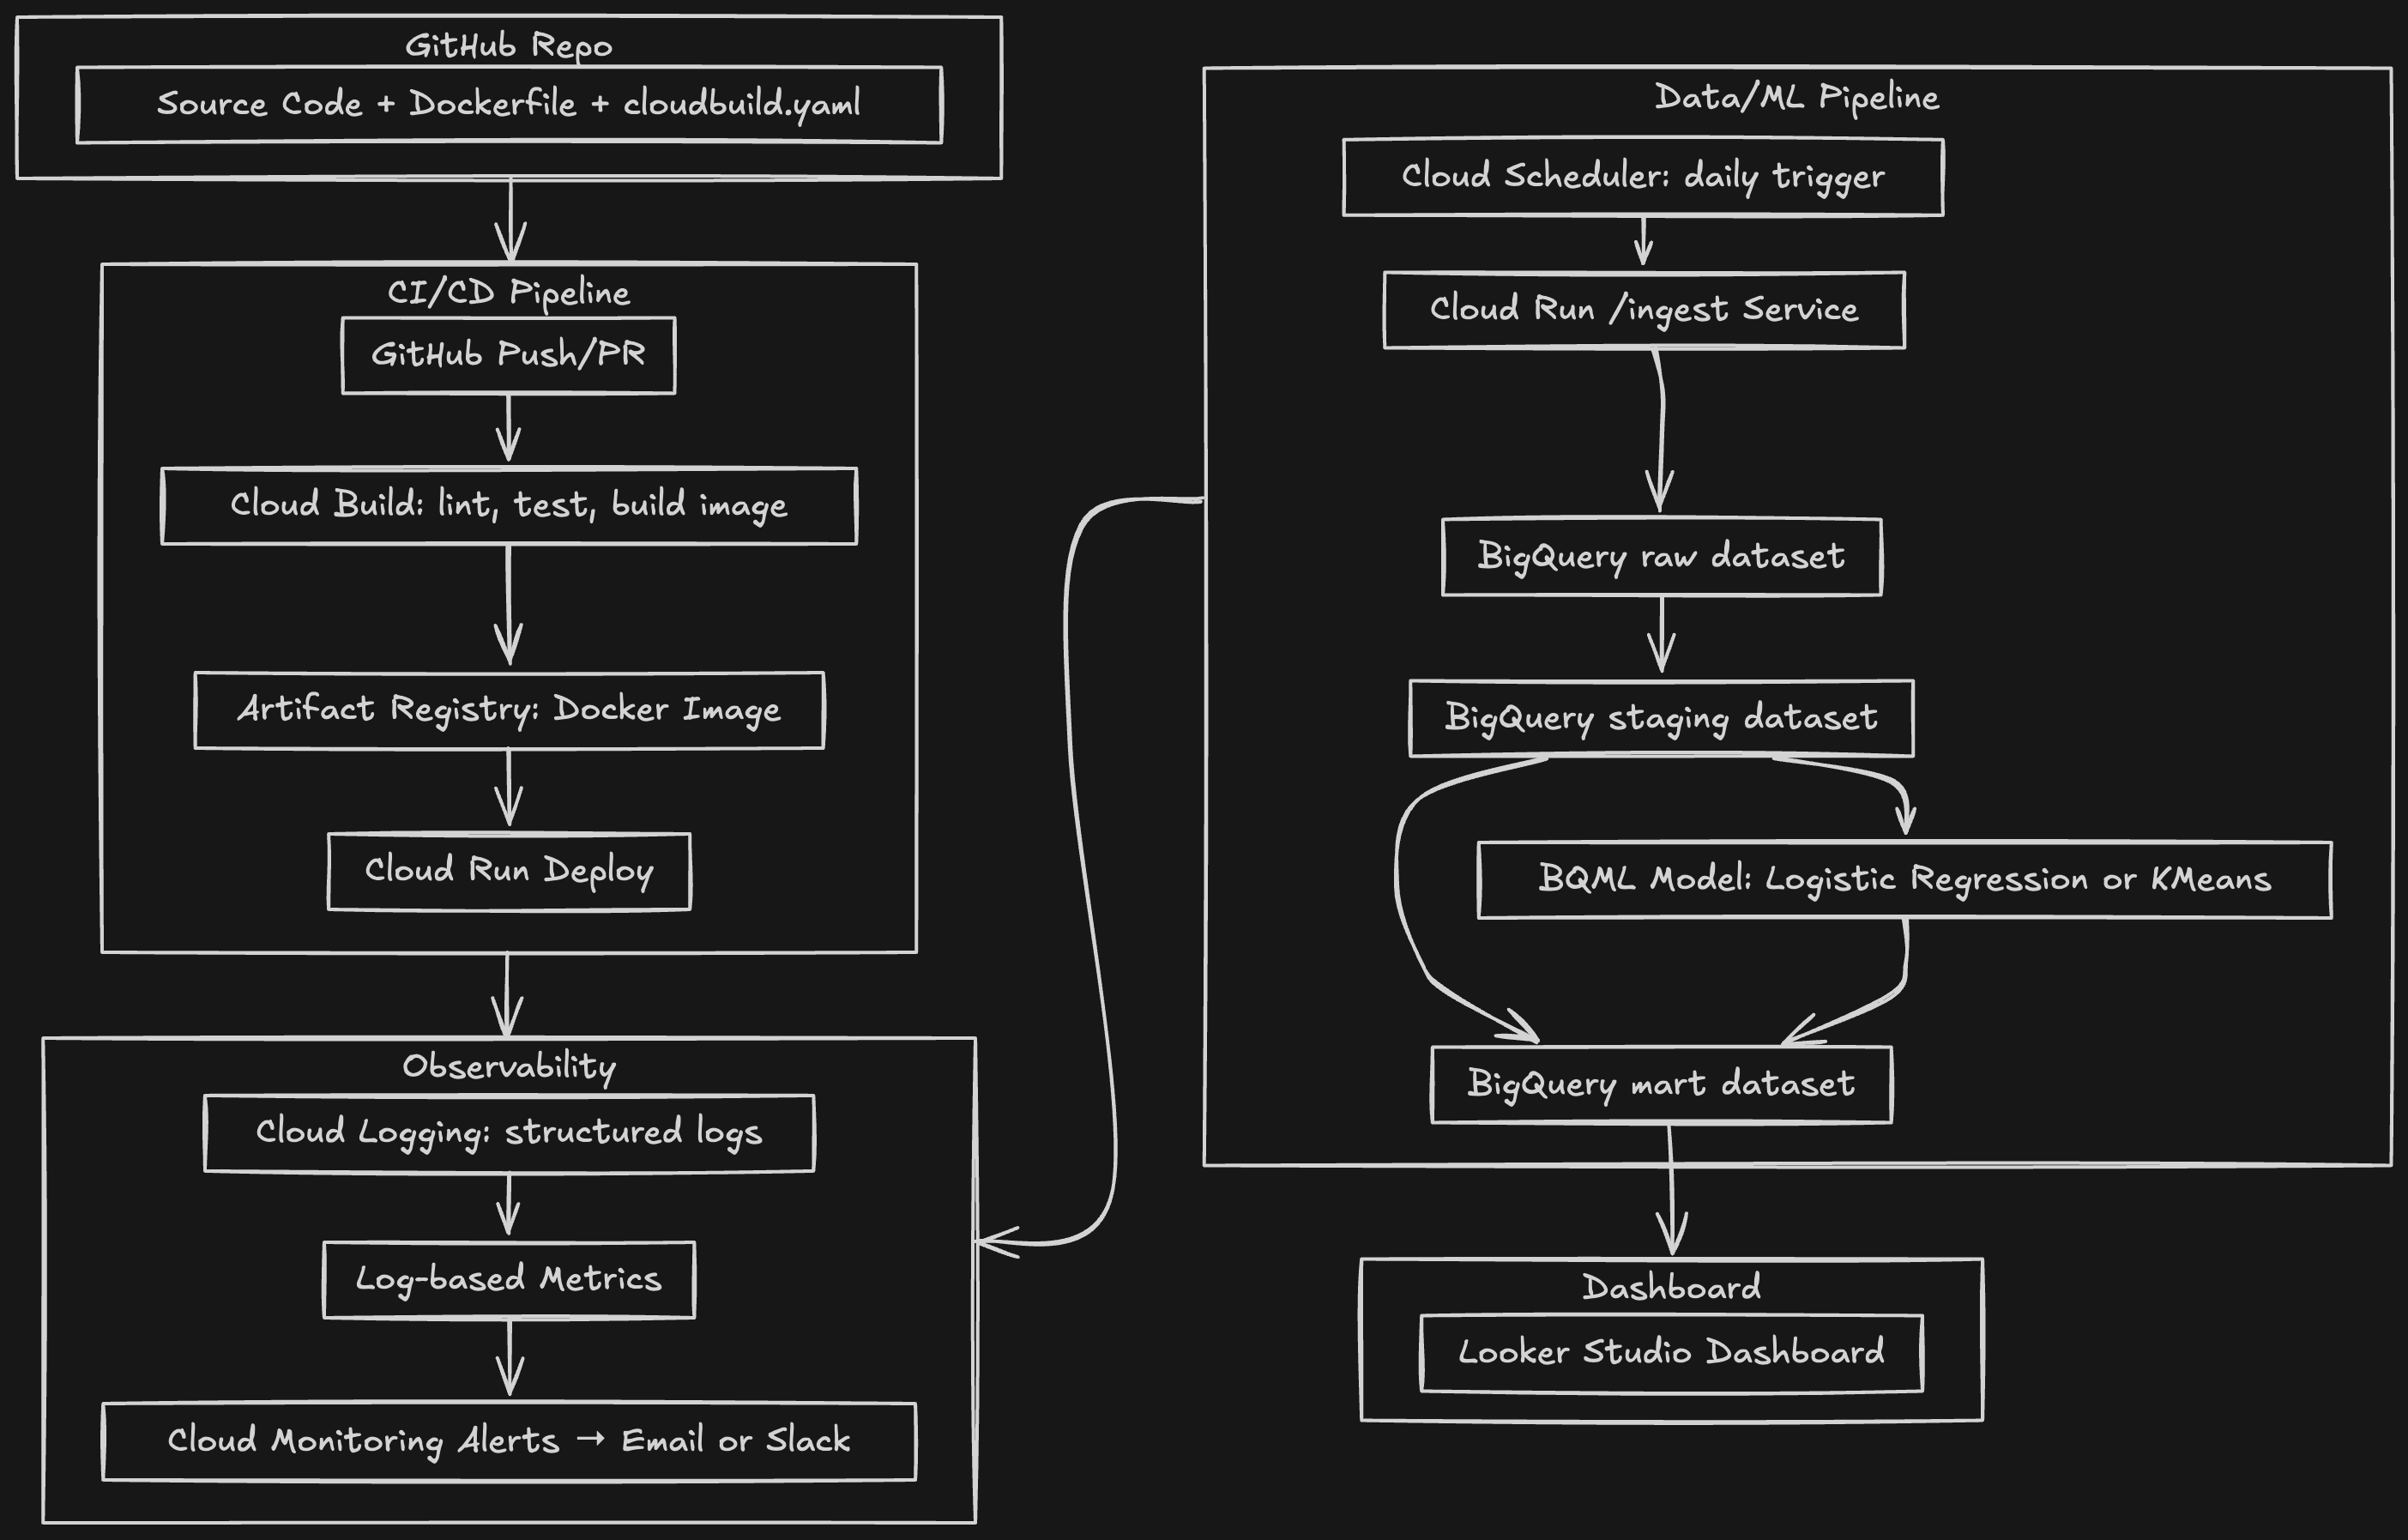 GitHub Repo
Source Code + Dockerfile + cloudbuild.yaml
CI/CD Pipeline
GitHub Push/PR
Cloud Build: lint, test, build image
Artifact Registry: Docker Image
Cloud Run Deploy
Observability
Cloud Logging: structured logs
Log-based Metrics
Cloud Monitoring Alerts → Email or Slack
Data/ML Pipeline
Cloud Scheduler: daily trigger
Cloud Run /ingest Service
BigQuery raw dataset
BigQuery staging dataset
BQML Model: Logistic Regression or KMeans
BigQuery mart dataset
Dashboard
Looker Studio Dashboard